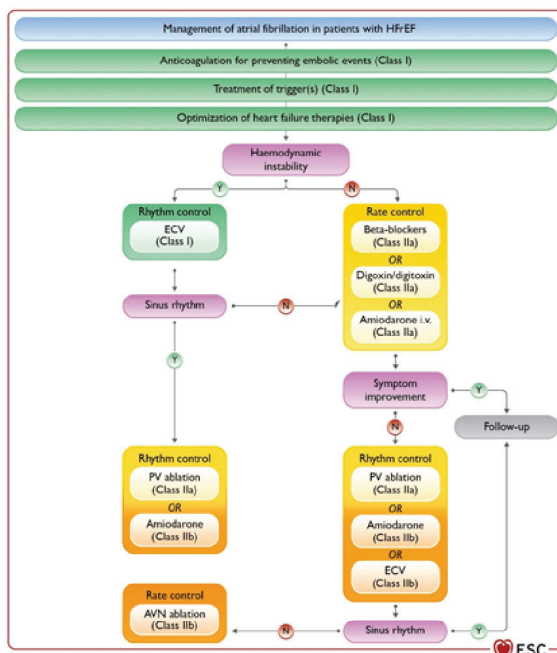 Management of atrial fibrillation in patients with HFrEF
Anticoagulation for preventing embolic events (Class I)
Treatment of trigger(s) (Class I)
Optimization of heart failure therapies (Class I)
Haemodynamic
instability
Y
N
Rhythm control
ECV
(Class I)
Rate control
Beta-blockers
(Class IIa)
OR
Digoxin/digitoxin
(Class IIa)
OR
Amiodarone i.v.
(Class IIa)
Sinus rhythm
N
Y
Symptom
improvement
Y
N
Follow-up
Rhythm control
PV ablation
(Class IIa)
OR
Amiodarone
(Class IIb)
Rhythm control
PV ablation
(Class IIa)
OR
Amiodarone
(Class IIb)
OR
ECV
(Class IIb)
Rate control
AVN ablation
(Class IIb)
N
Sinus rhythm
Y
ESC